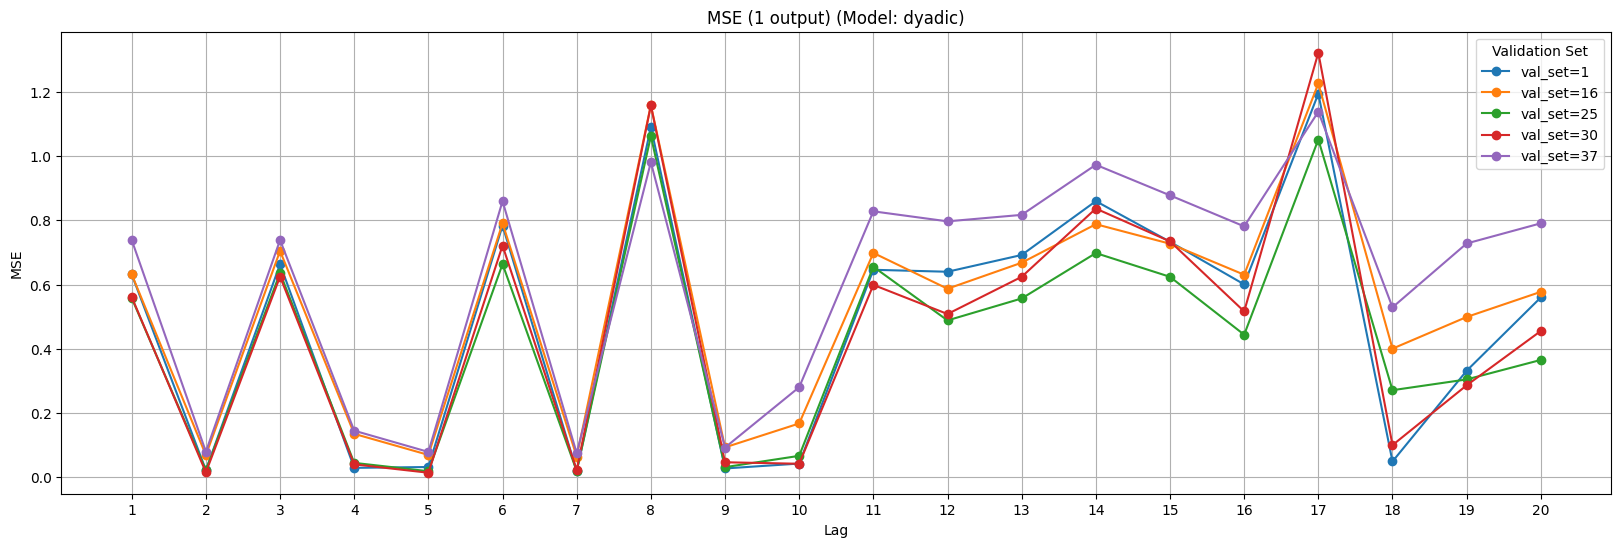 MSE (1 output) (Model: dyadic)
MSE
1.2
1.0
0.8
0.6
0.4
0.2
0.0
1 2 3 4 5 6 7 8 9 10 11 12 13 14 15 16 17 18 19 20
Lag
Validation Set
val_set=1
val_set=16
val_set=25
val_set=30
val_set=37